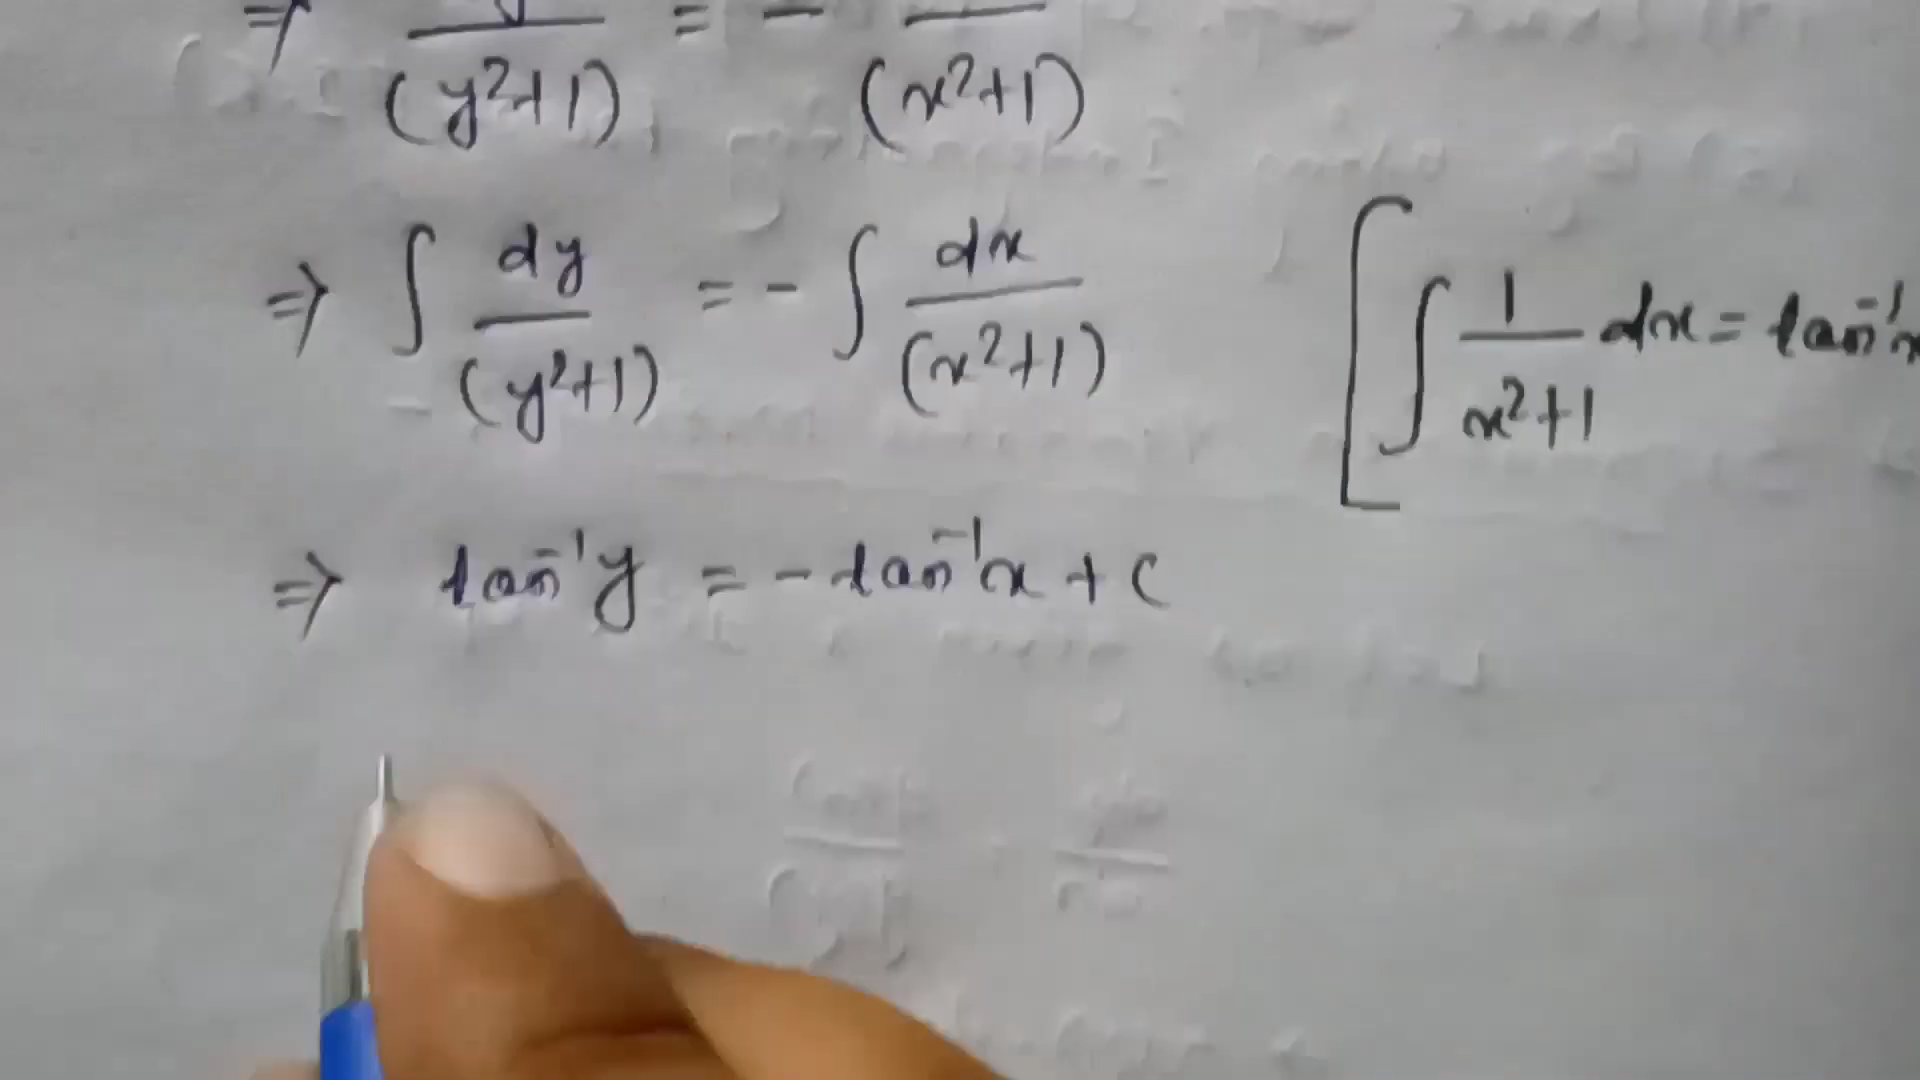 ⇒ ‾/(y²+1) = - ‾/(x²+1)
⇒ ∫ dy/(y²+1) = - ∫ dx/(x²+1)
[ ∫ 1/(x²+1) dx = tan⁻¹x
⇒ tan⁻¹y = - tan⁻¹x + c